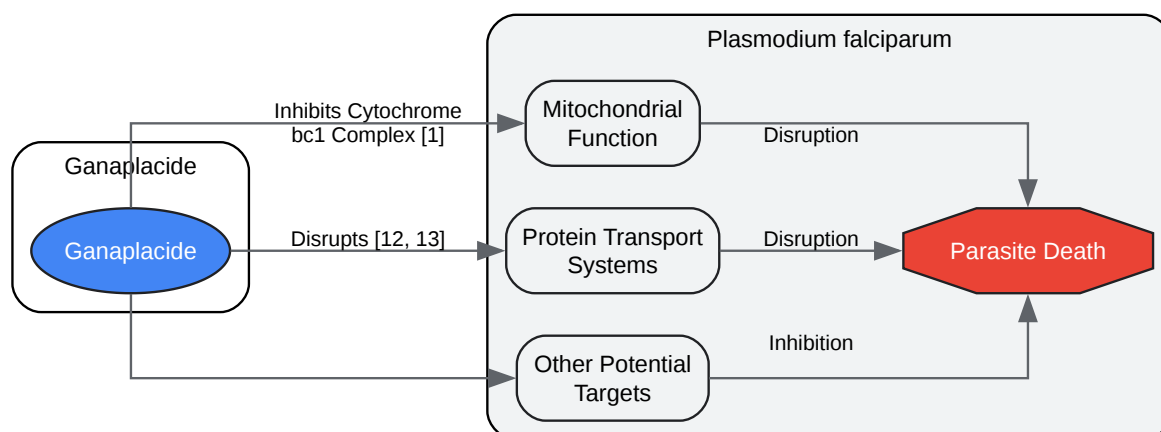 Plasmodium falciparum
Inhibits Cytochrome
bc1 Complex [1]
Mitochondrial
Function
Disruption
Ganaplacide
Ganaplacide
Disrupts [12, 13]
Protein Transport
Systems
Disruption
Parasite Death
Other Potential
Targets
Inhibition